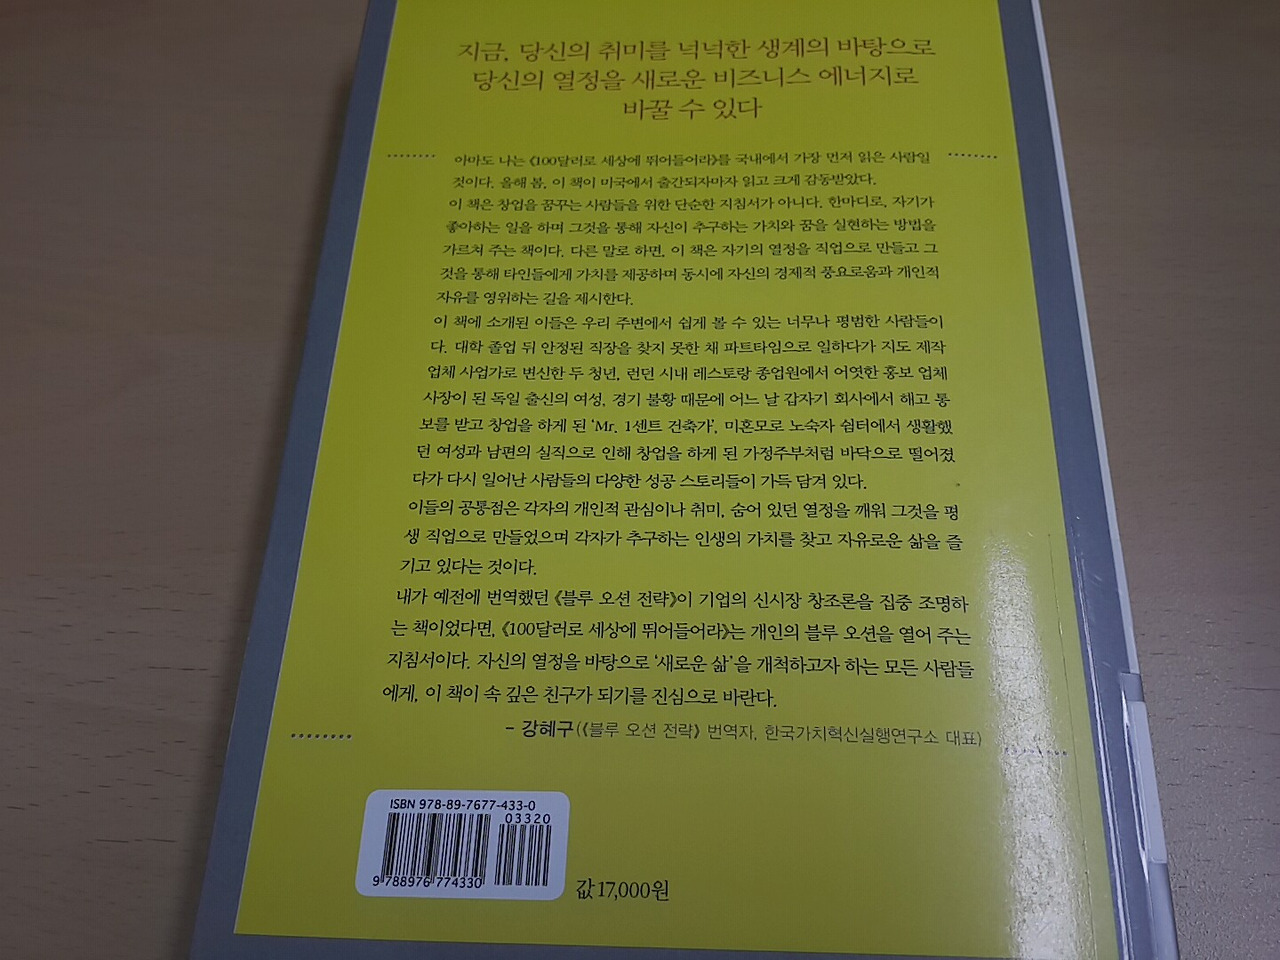 지금, 당신의 취미를 넉넉한 생계의 바탕으로
당신의 열정을 새로운 비즈니스 에너지로
바꿀 수 있다
아마도 나는 《100달러로 세상에 뛰어들어라》를 국내에서 가장 먼저 읽은 사람일
것이다. 올해 봄, 이 책이 미국에서 출간되자마자 읽고 크게 감동받았다.
이 책은 창업을 꿈꾸는 사람들을 위한 단순한 지침서가 아니다. 한마디로, 자기가
좋아하는 일을 하며 그것을 통해 자신이 추구하는 가치와 꿈을 실현하는 방법을
가르쳐 주는 책이다. 다른 말로 하면, 이 책은 자기의 열정을 직업으로 만들고 그
것을 통해 타인들에게 가치를 제공하며 동시에 자신의 경제적 풍요로움과 개인적
자유를 영위하는 길을 제시한다.
이 책에 소개된 이들은 우리 주변에서 쉽게 볼 수 있는 너무나 평범한 사람들이
다. 대학 졸업 뒤 안정된 직장을 찾지 못한 채 파트타임으로 일하다가 지도 제작
업체 사업가로 변신한 두 청년, 런던 시내 레스토랑 종업원에서 어엿한 홍보 업체
사장이 된 독일 출신의 여성, 경기 불황 때문에 어느 날 갑자기 회사에서 해고 통
보를 받고 창업을 하게 된 'Mr. 1센트 건축가', 미혼모로 노숙자 쉼터에서 생활했
던 여성과 남편의 실직으로 인해 창업을 하게 된 가정주부처럼 바닥으로 떨어졌
다가 다시 일어난 사람들의 다양한 성공 스토리들이 가득 담겨 있다.
이들의 공통점은 각자의 개인적 관심이나 취미, 숨어 있던 열정을 깨워 그것을 평
생 직업으로 만들었으며 각자가 추구하는 인생의 가치를 찾고 자유로운 삶을 즐
기고 있다는 것이다.
내가 예전에 번역했던 《블루 오션 전략》이 기업의 신시장 창조론을 집중 조명하
는 책이었다면, 《100달러로 세상에 뛰어들어라》는 개인의 블루 오션을 열어 주는
지침서이다. 자신의 열정을 바탕으로 '새로운 삶'을 개척하고자 하는 모든 사람들
에게, 이 책이 속 깊은 친구가 되기를 진심으로 바란다.
- 강혜구(《블루 오션 전략》 번역자, 한국가치혁신실행연구소 대표)
ISBN 978-89-7677-433-0
03320
9 788976 774330
값 17,000원